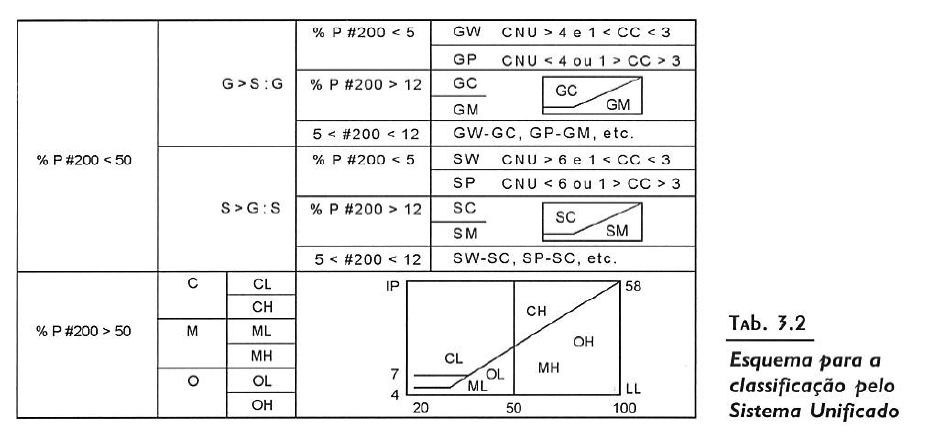 % P #200 < 50
G>S : G
% P #200 < 5
GW CNU > 4 e 1 < CC < 3
GP CNU < 4 ou 1 > CC > 3
% P #200 > 12
GC
GM
GC
GM
5 < #200 < 12
GW-GC, GP-GM, etc.
S>G : S
% P #200 < 5
SW CNU > 6 e 1 < CC < 3
SP CNU < 6 ou 1 > CC > 3
% P #200 > 12
SC
SM
SC
SM
5 < #200 < 12
SW-SC, SP-SC, etc.
% P #200 > 50
C
CL
CH
M
ML
MH
O
OL
OH
IP
58
CH
OH
CL
MH
7
OL
ML
4
LL
20 50 100
TAB. 3.2
Esquema para a
classificação pelo
Sistema Unificado